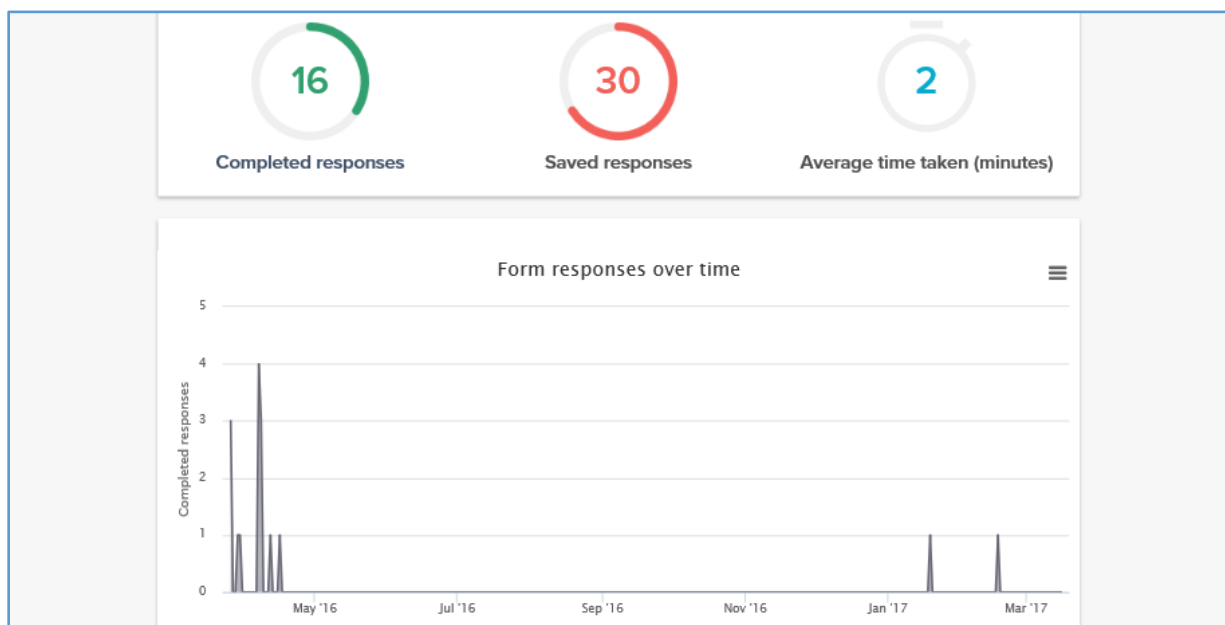 16
30
2
Completed responses
Saved responses
Average time taken (minutes)
Form responses over time
5
4
3
2
1
0
Completed responses
May '16
Jul '16
Sep '16
Nov '16
Jan '17
Mar '17